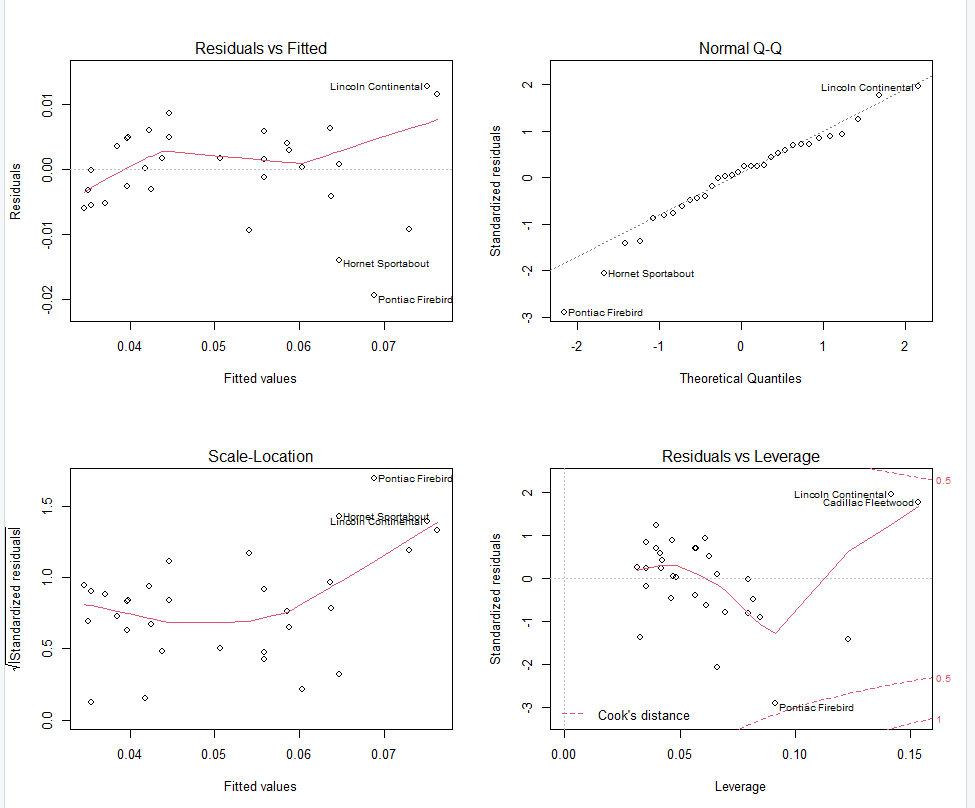 Residuals vs Fitted
Residuals
0.01
0.00
-0.01
-0.02
Lincoln Continental
Hornet Sportabout
Pontiac Firebird
0.04 0.05 0.06 0.07
Fitted values
Normal Q-Q
Standardized residuals
2
1
0
-1
-2
-3
Lincoln Continental
Hornet Sportabout
Pontiac Firebird
-2 -1 0 1 2
Theoretical Quantiles
Scale-Location
√|Standardized residuals|
1.5
1.0
0.5
0.0
Pontiac Firebird
Hornet Sportabout
Lincoln Continental
0.04 0.05 0.06 0.07
Fitted values
Residuals vs Leverage
Standardized residuals
2
1
0
-1
-2
-3
0.5
Lincoln Continental
Cadillac Fleetwood
0.5
Pontiac Firebird
Cook's distance
1
0.00 0.05 0.10 0.15
Leverage